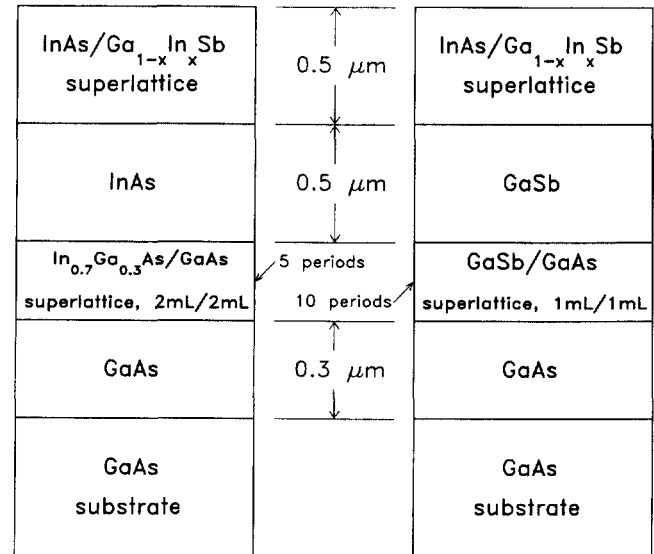 InAs/Ga₁₋ₓInₓSb
superlattice
InAs
In₀.₇Ga₀.₃As/GaAs
superlattice, 2mL/2mL
GaAs
GaAs
substrate
0.5 μm
0.5 μm
5 periods
10 periods
0.3 μm
InAs/Ga₁₋ₓInₓSb
superlattice
GaSb
GaSb/GaAs
superlattice, 1mL/1mL
GaAs
GaAs
substrate